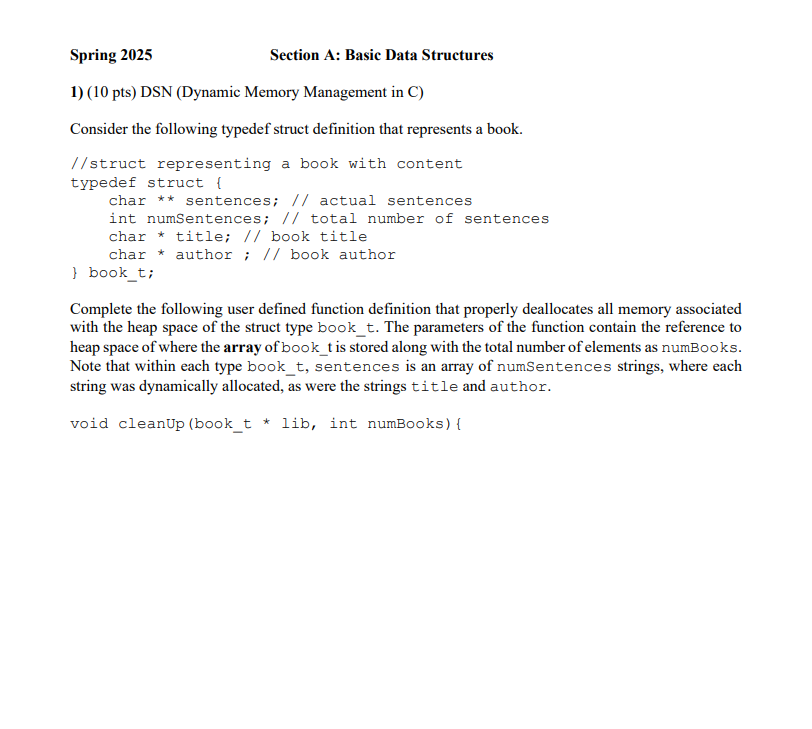 Spring 2025 Section A: Basic Data Structures
1) (10 pts) DSN (Dynamic Memory Management in C)
Consider the following typedef struct definition that represents a book.
//struct representing a book with content
typedef struct {
char ** sentences; // actual sentences
int numSentences; // total number of sentences
char * title; // book title
char * author ; // book author
} book_t;
Complete the following user defined function definition that properly deallocates all memory associated
with the heap space of the struct type book_t. The parameters of the function contain the reference to
heap space of where the array of book_t is stored along with the total number of elements as numBooks.
Note that within each type book_t, sentences is an array of numSentences strings, where each
string was dynamically allocated, as were the strings title and author.
void cleanUp(book_t * lib, int numBooks){